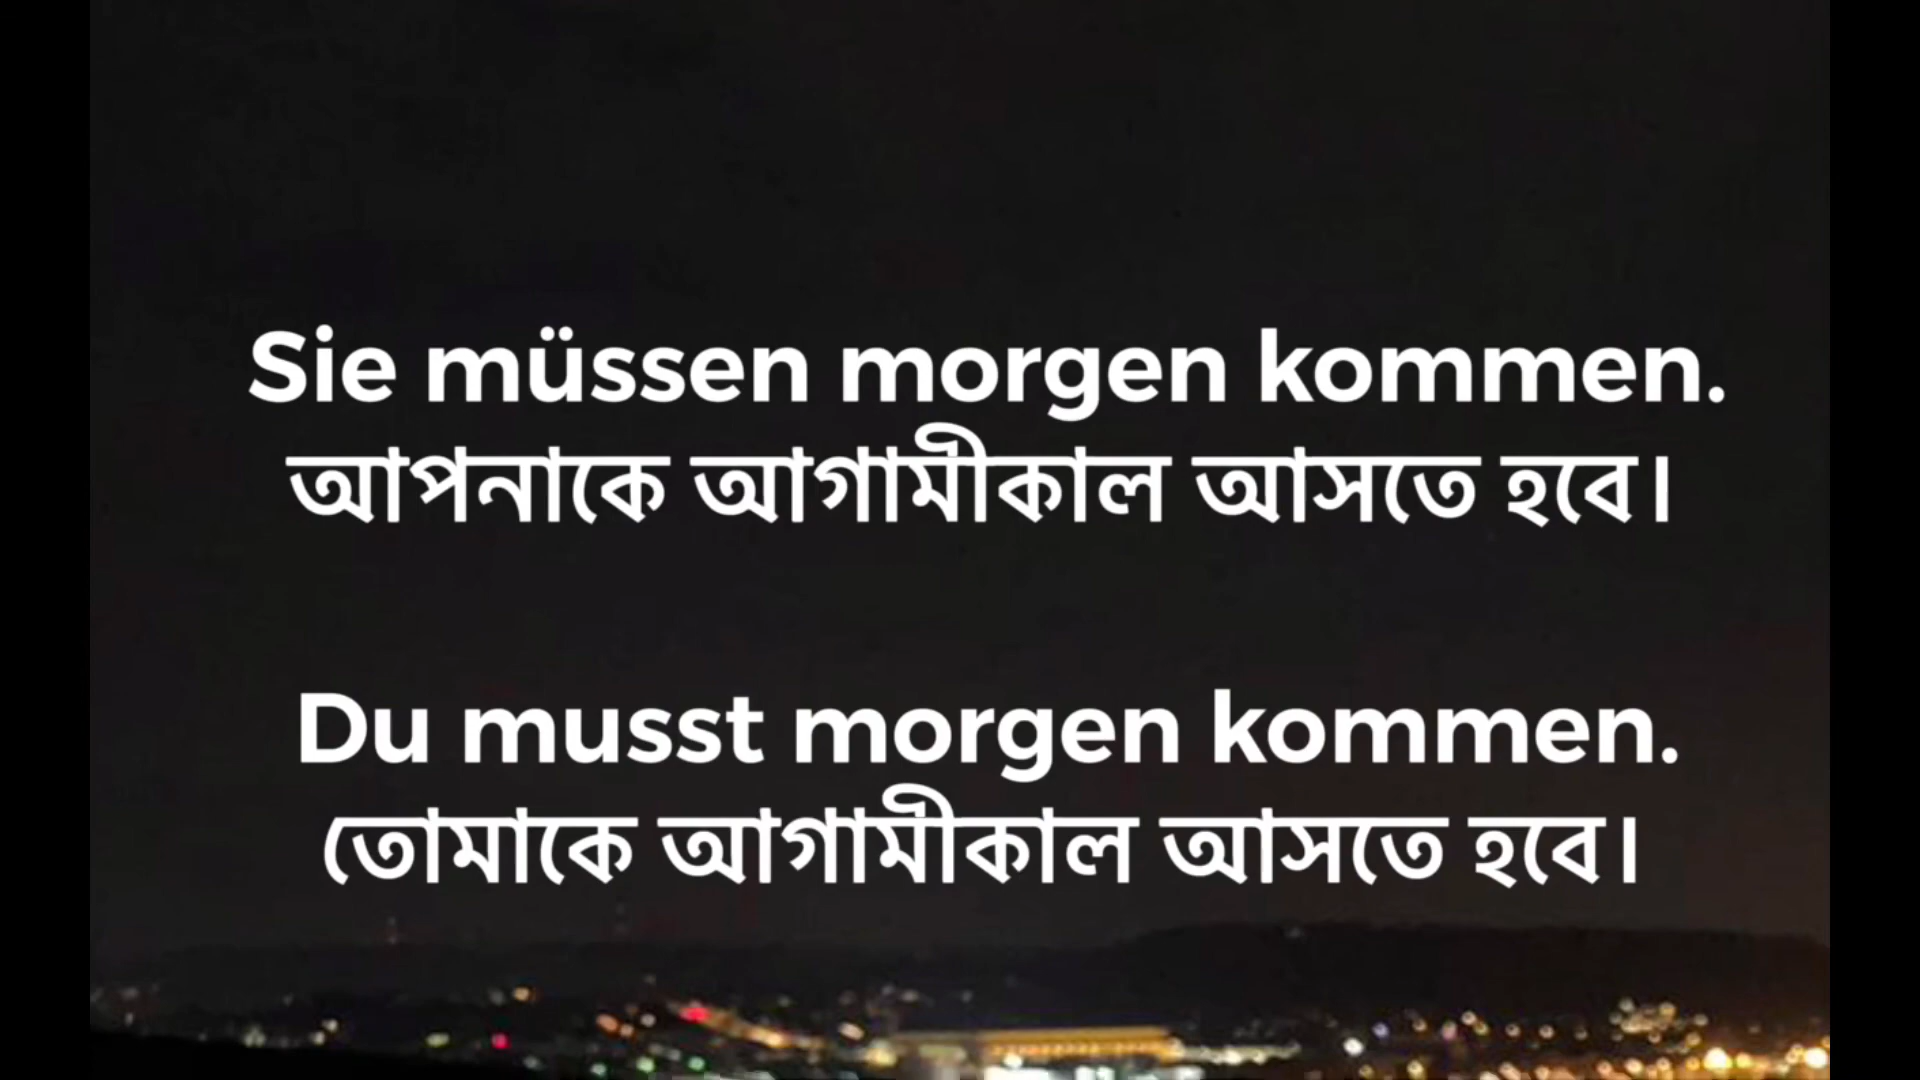 Sie müssen morgen kommen.
আপনাকে আগামীকাল আসতে হবে।
Du musst morgen kommen.
তোমাকে আগামীকাল আসতে হবে।